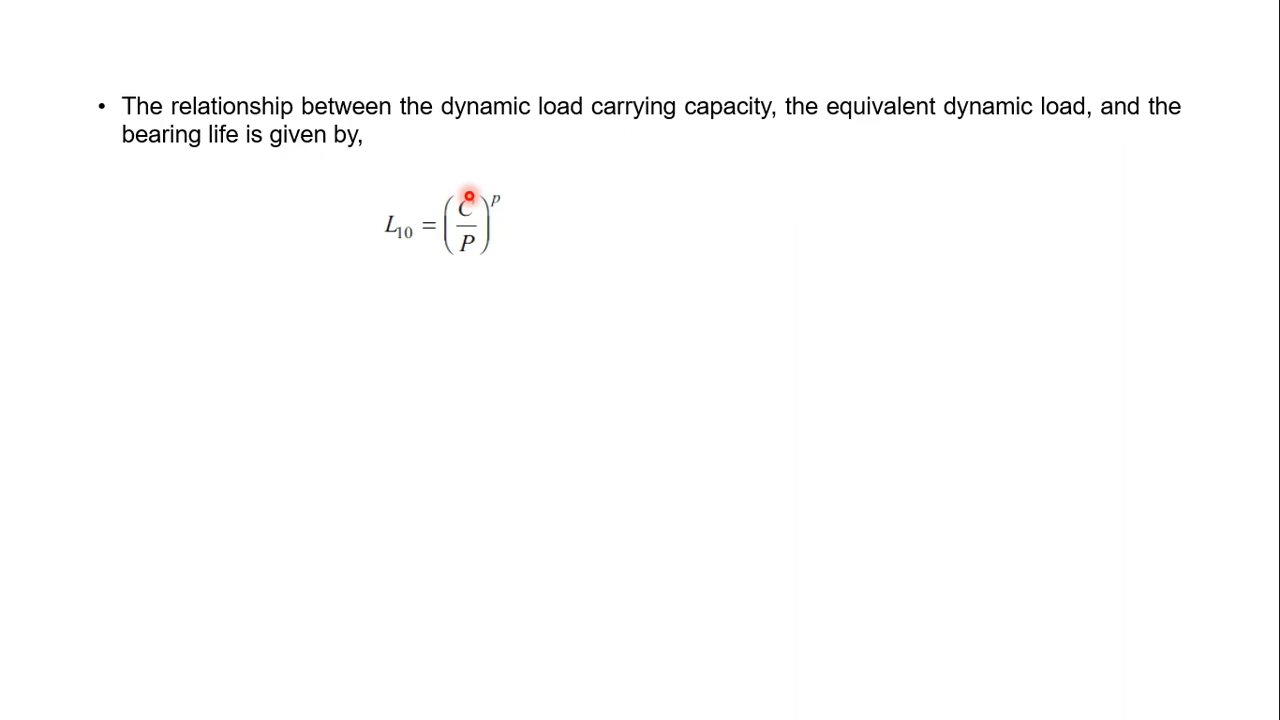 • The relationship between the dynamic load carrying capacity, the equivalent dynamic load, and the
bearing life is given by,
L₁₀ = (C/P)ᵖ